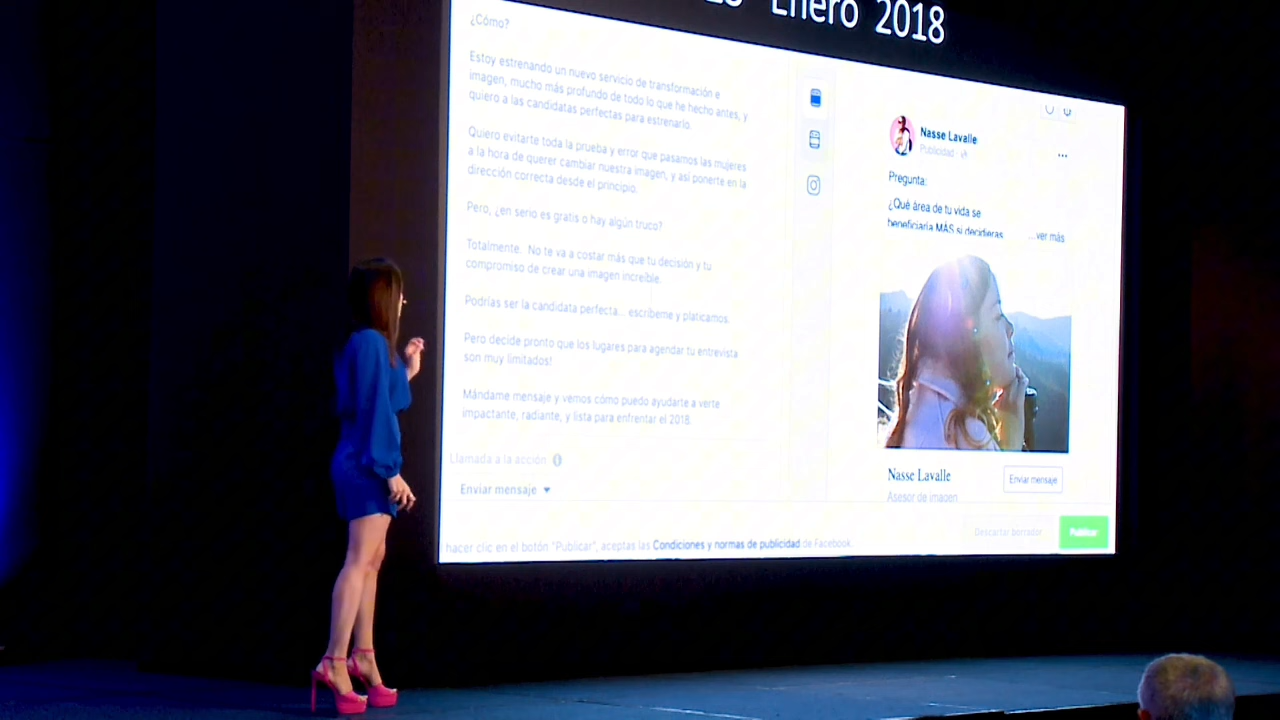 Enero 2018
¿Cómo?
Estoy estrenando un nuevo servicio de transformación e
imagen, mucho más profundo de todo lo que he hecho antes, y
quiero a las candidatas perfectas para estrenarlo.
Quiero evitarte toda la prueba y error que pasamos las mujeres
a la hora de querer cambiar nuestra imagen, y asi ponerte en la
dirección correcta desde el principio.
Pero, ¿en serio es gratis o hay algún truco?
Totalmente. No te va a costar más que tu decisión y tu
compromiso de crear una imagen increíble.
Podrías ser la candidata perfecta... escríbeme y platicamos.
Pero decide pronto que los lugares para agendar tu entrevista
son muy limitados!
Mándame mensaje y vemos cómo puedo ayudarte a verte
impactante, radiante, y lista para enfrentar el 2018.
Llamada a la acción
Enviar mensaje
hacer clic en el botón "Publicar", aceptas las Condiciones y normas de publicidad de Facebook.
Nasse Lavalle
Publicidad
Pregunta:
¿Qué área de tu vida se
beneficiaría MÁS si decidieras ...ver más
Nasse Lavalle
Enviar mensaje
Asesor de imagen
Descartar borrador
Publicar